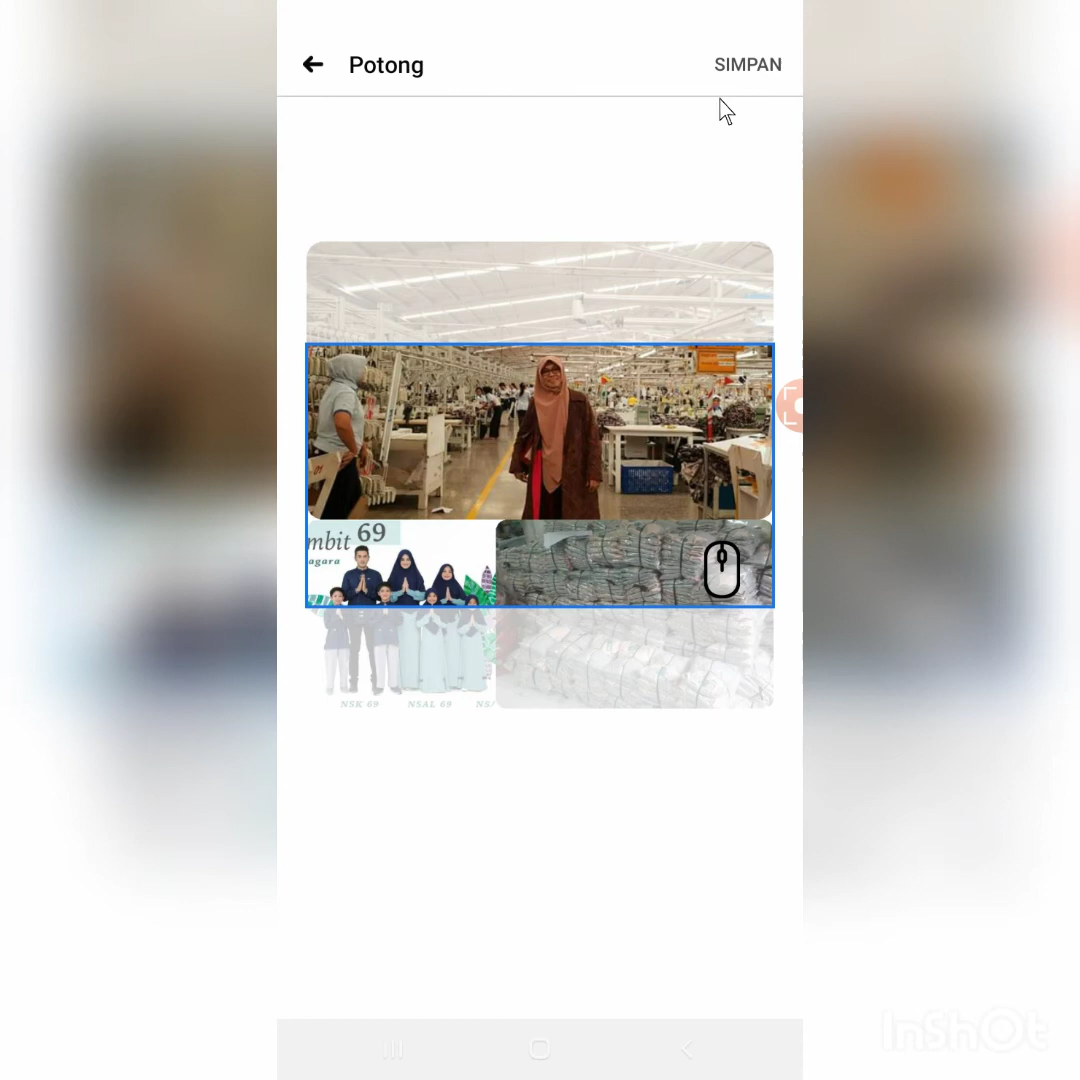 Potong
SIMPAN
mbit 69
agara
NSK 69
NSAL 69
NS/
InShOt